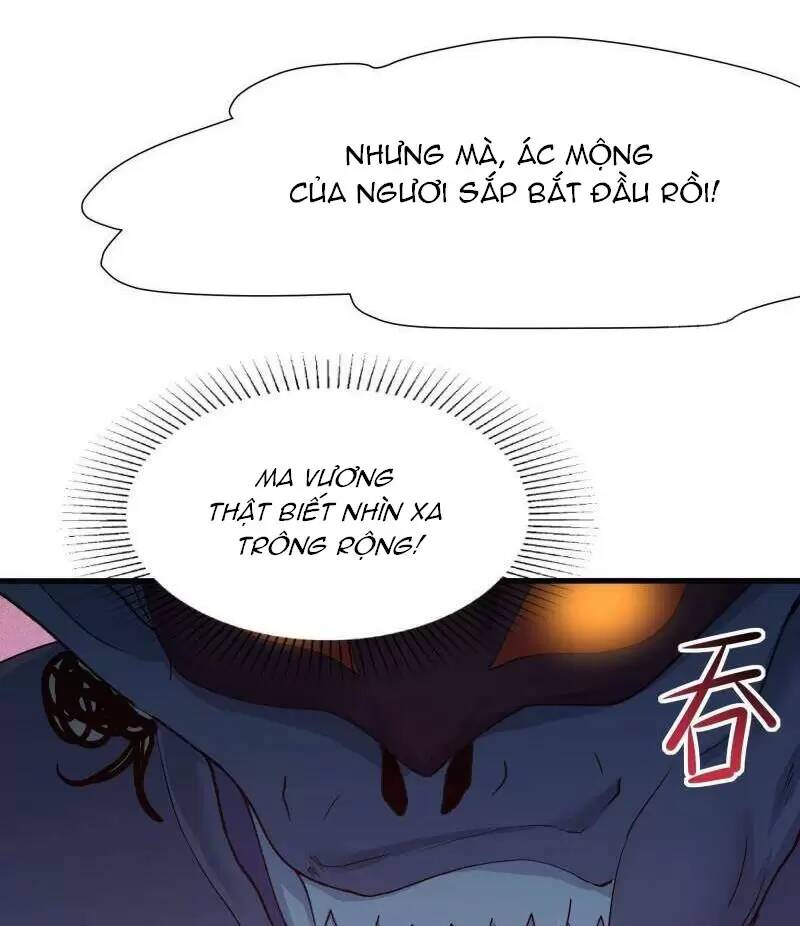 NHƯNG MÀ, ÁC MỘNG
CỦA NGƯƠI SẮP BẮT ĐẦU RỒI!
MA VƯƠNG
THẬT BIẾT NHÌN XA
TRÔNG RỘNG!
吞